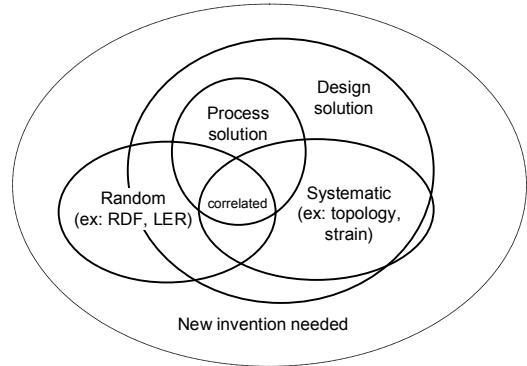 Design
solution
Process
solution
Random
(ex: RDF, LER)
correlated
Systematic
(ex: topology,
strain)
New invention needed